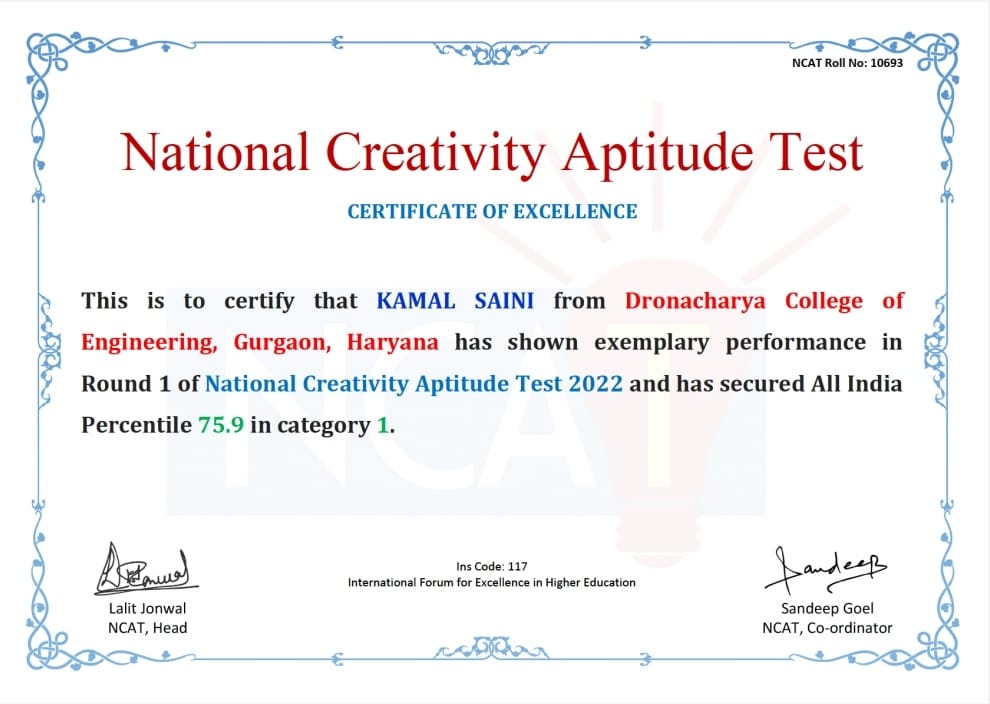 NCAT Roll No: 10693
National Creativity Aptitude Test
CERTIFICATE OF EXCELLENCE
This is to certify that KAMAL SAINI from Dronacharya College of
Engineering, Gurgaon, Haryana has shown exemplary performance in
Round 1 of National Creativity Aptitude Test 2022 and has secured All India
Percentile 75.9 in category 1.
NCAT
Ins Code: 117
International Forum for Excellence in Higher Education
Lalit Jonwal
NCAT, Head
Sandeep
Sandeep Goel
NCAT, Co-ordinator